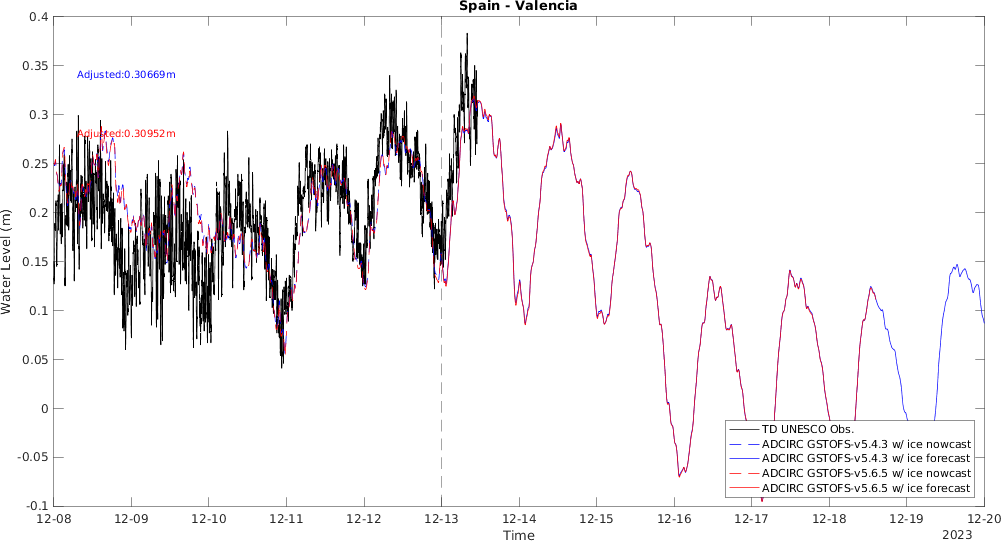 Spain - Valencia
0.4
0.35
0.3
0.25
0.2
0.15
0.1
0.05
0
-0.05
-0.1
Water Level (m)
Adjusted:0.30669m
Adjusted:0.30952m
TD UNESCO Obs.
ADCIRC GSTOFS-v5.4.3 w/ ice nowcast
ADCIRC GSTOFS-v5.4.3 w/ ice forecast
ADCIRC GSTOFS-v5.6.5 w/ ice nowcast
ADCIRC GSTOFS-v5.6.5 w/ ice forecast
12-08 12-09 12-10 12-11 12-12 12-13 12-14 12-15 12-16 12-17 12-18 12-19 12-20
Time
2023